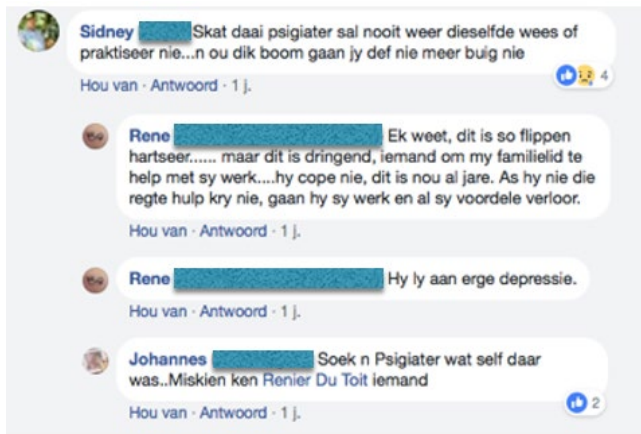 Sidney Skat daai psigiater sal nooit weer dieselfde wees of
praktiseer nie...n ou dik boom gaan jy def nie meer buig nie
4
Hou van · Antwoord · 1 j.
Rene Ek weet, dit is so flippen
hartseer...... maar dit is dringend, iemand om my familielid te
help met sy werk....hy cope nie, dit is nou al jare. As hy nie die
regte hulp kry nie, gaan hy sy werk en al sy voordele verloor.
Hou van · Antwoord · 1 j.
Rene Hy ly aan erge depressie.
Hou van · Antwoord · 1 j.
Johannes Soek n Psigiater wat self daar
was..Miskien ken Renier Du Toit iemand
2
Hou van · Antwoord · 1 j.